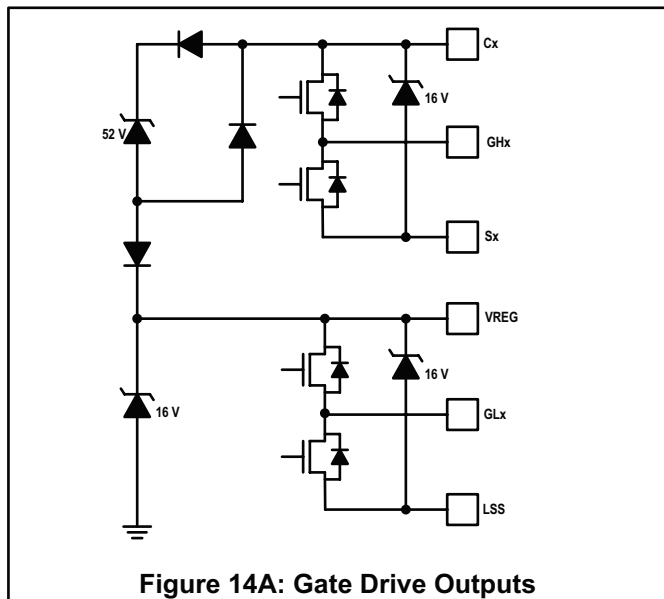 Cx
16 V
52 V
GHx
Sx
VREG
16 V
16 V
GLx
LSS
Figure 14A: Gate Drive Outputs